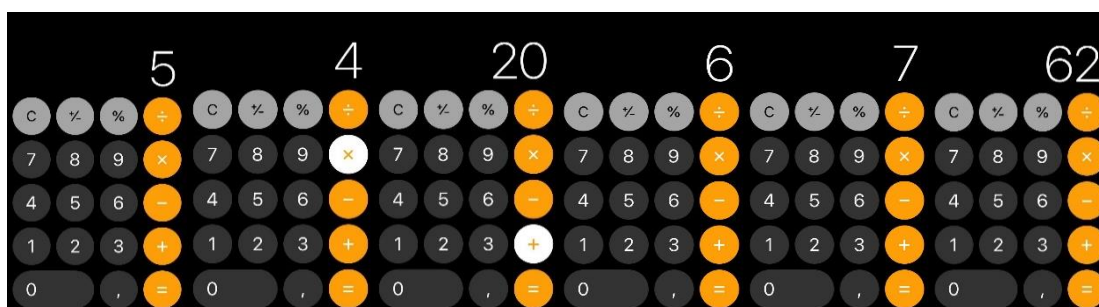 5 4 20 6 7 62
C +/- % ÷ C +/- % ÷ C +/- % ÷ C +/- % ÷ C +/- % ÷ C +/- % ÷
7 8 9 × 7 8 9 × 7 8 9 × 7 8 9 × 7 8 9 × 7 8 9 ×
4 5 6 − 4 5 6 − 4 5 6 − 4 5 6 − 4 5 6 − 4 5 6 −
1 2 3 + 1 2 3 + 1 2 3 + 1 2 3 + 1 2 3 + 1 2 3 +
0 , = 0 , = 0 , = 0 , = 0 , = 0 , =